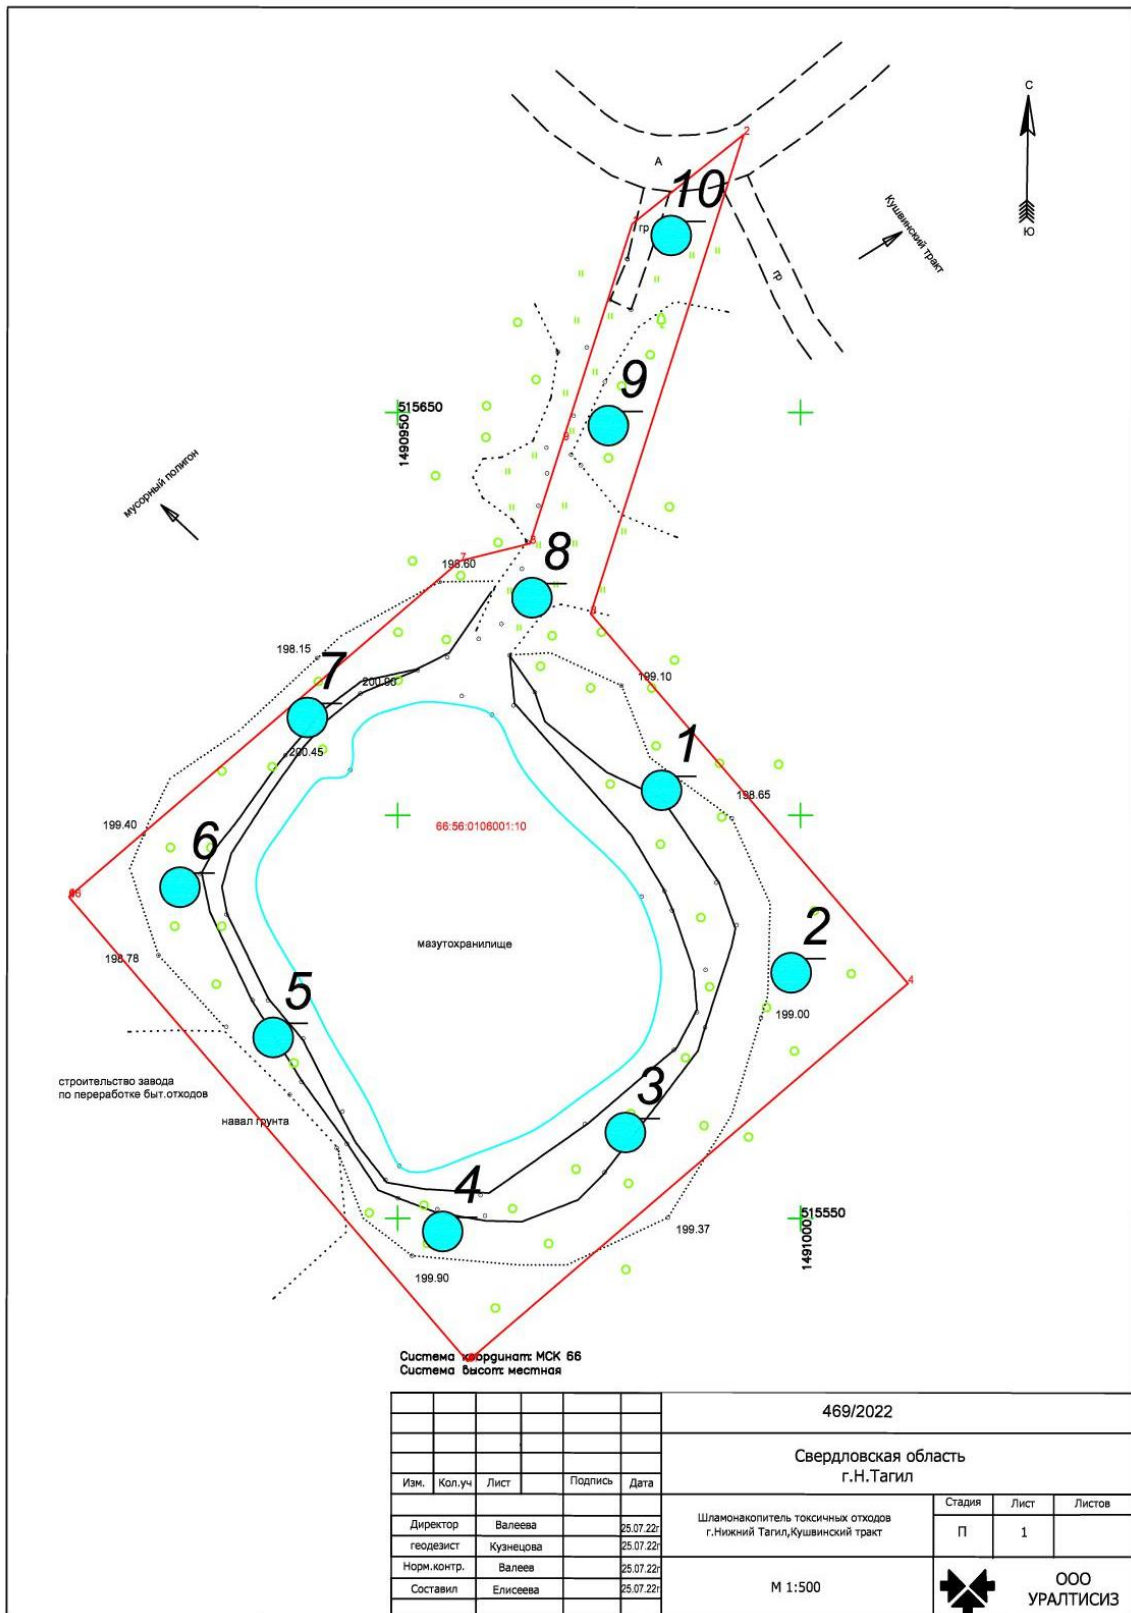 С
Ю
2
А
10
гр
гр
Кушвинский тракт
9
515650
1490950
9
мусорный полигон
8
7
8
198.60
198.15
199.10
7
200.90
1
200.45
198.65
199.40
66:56:0106001:10
6
2
мазутохранилище
198.78
4
5
199.00
3
строительство завода
по переработке быт.отходов
навал грунта
4
515550
1491000
199.37
199.90
Система координат: МСК 66
Система высот: местная
469/2022
Свердловская область
г.Н.Тагил
Изм. Кол.уч Лист Подпись Дата
Шламонакопитель токсичных отходов
г.Нижний Тагил,Кушвинский тракт
Стадия Лист Листов
П 1
Директор Валеева 25.07.22г
геодезист Кузнецова 25.07.22г
Норм.контр. Валеев 25.07.22г
Составил Елисеева 25.07.22г
М 1:500
ООО
УРАЛТИСИЗ